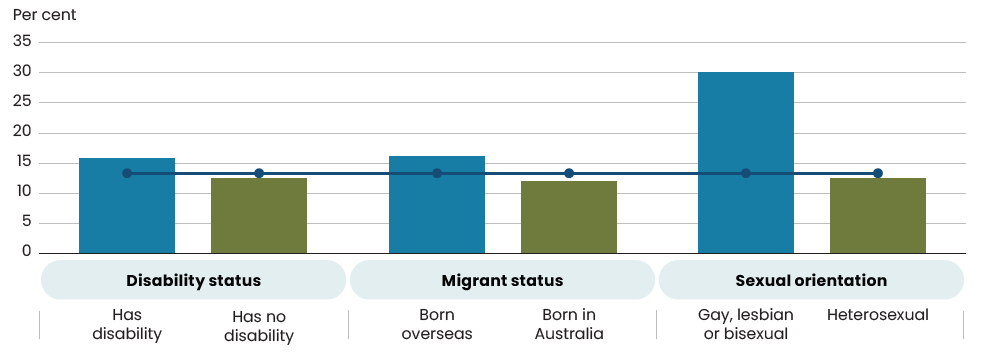 Per cent
35
30
25
20
15
10
5
0
Disability status
Migrant status
Sexual orientation
Has
disability
Has no
disability
Born
overseas
Born in
Australia
Gay, lesbian
or bisexual
Heterosexual